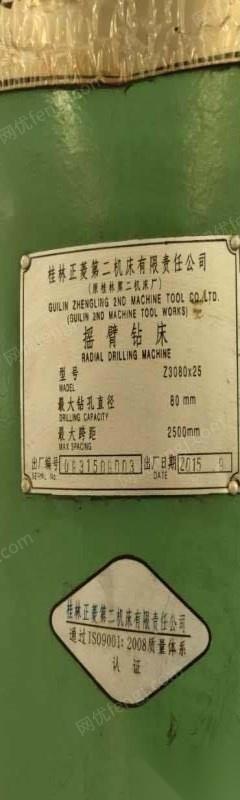 桂林正菱第二机床有限责任公司
(原桂林第二机床厂)
GUILIN ZHENGLING 2ND MACHINE TOOL CO.LTD.
(GUILIN 2ND MACHINE TOOL WORKS)
摇臂钻床
RADIAL DRILLING MACHINE
型号 Z3080x25
MADEL
最大钻孔直径 80mm
DRILLING CAPACITY
最大跨距 2500mm
MAX SPACING
出厂编号 出厂日期 2015 9
SERNAL No. DATE
桂林正菱第二机床有限责任公司
通过ISO9001:2008质量体系
认证